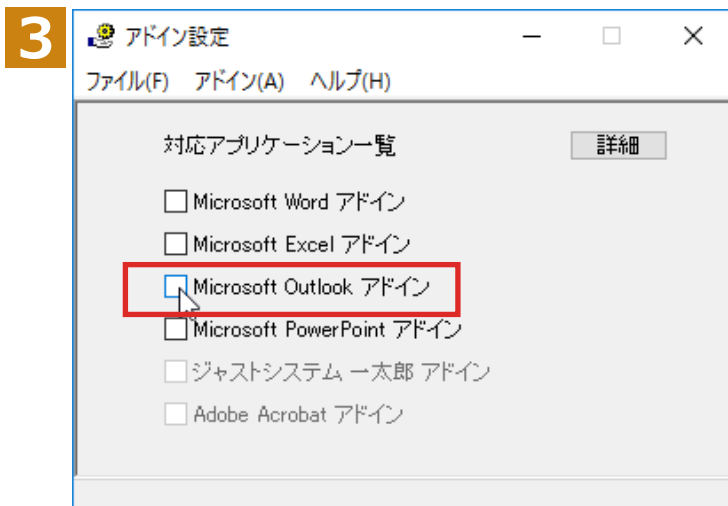 3
アドイン設定
ファイル(F) アドイン(A) ヘルプ(H)
対応アプリケーション一覧 詳細
Microsoft Word アドイン
Microsoft Excel アドイン
Microsoft Outlook アドイン
Microsoft PowerPoint アドイン
ジャストシステム 一太郎 アドイン
Adobe Acrobat アドイン